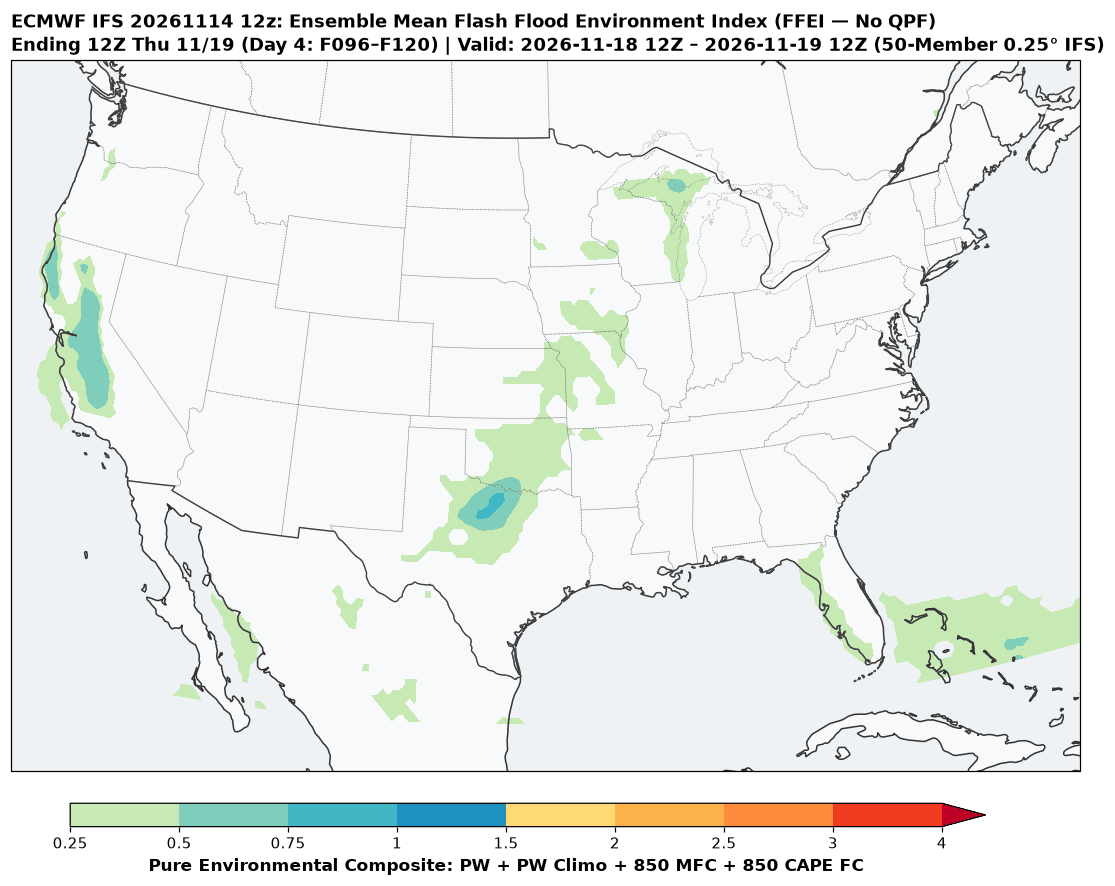 ECMWF IFS 20261114 12z: Ensemble Mean Flash Flood Environment Index (FFEI — No QPF)
Ending 12Z Thu 11/19 (Day 4: F096–F120) | Valid: 2026-11-18 12Z – 2026-11-19 12Z (50-Member 0.25° IFS)
0.25 0.5 0.75 1 1.5 2 2.5 3 4
Pure Environmental Composite: PW + PW Climo + 850 MFC + 850 CAPE FC